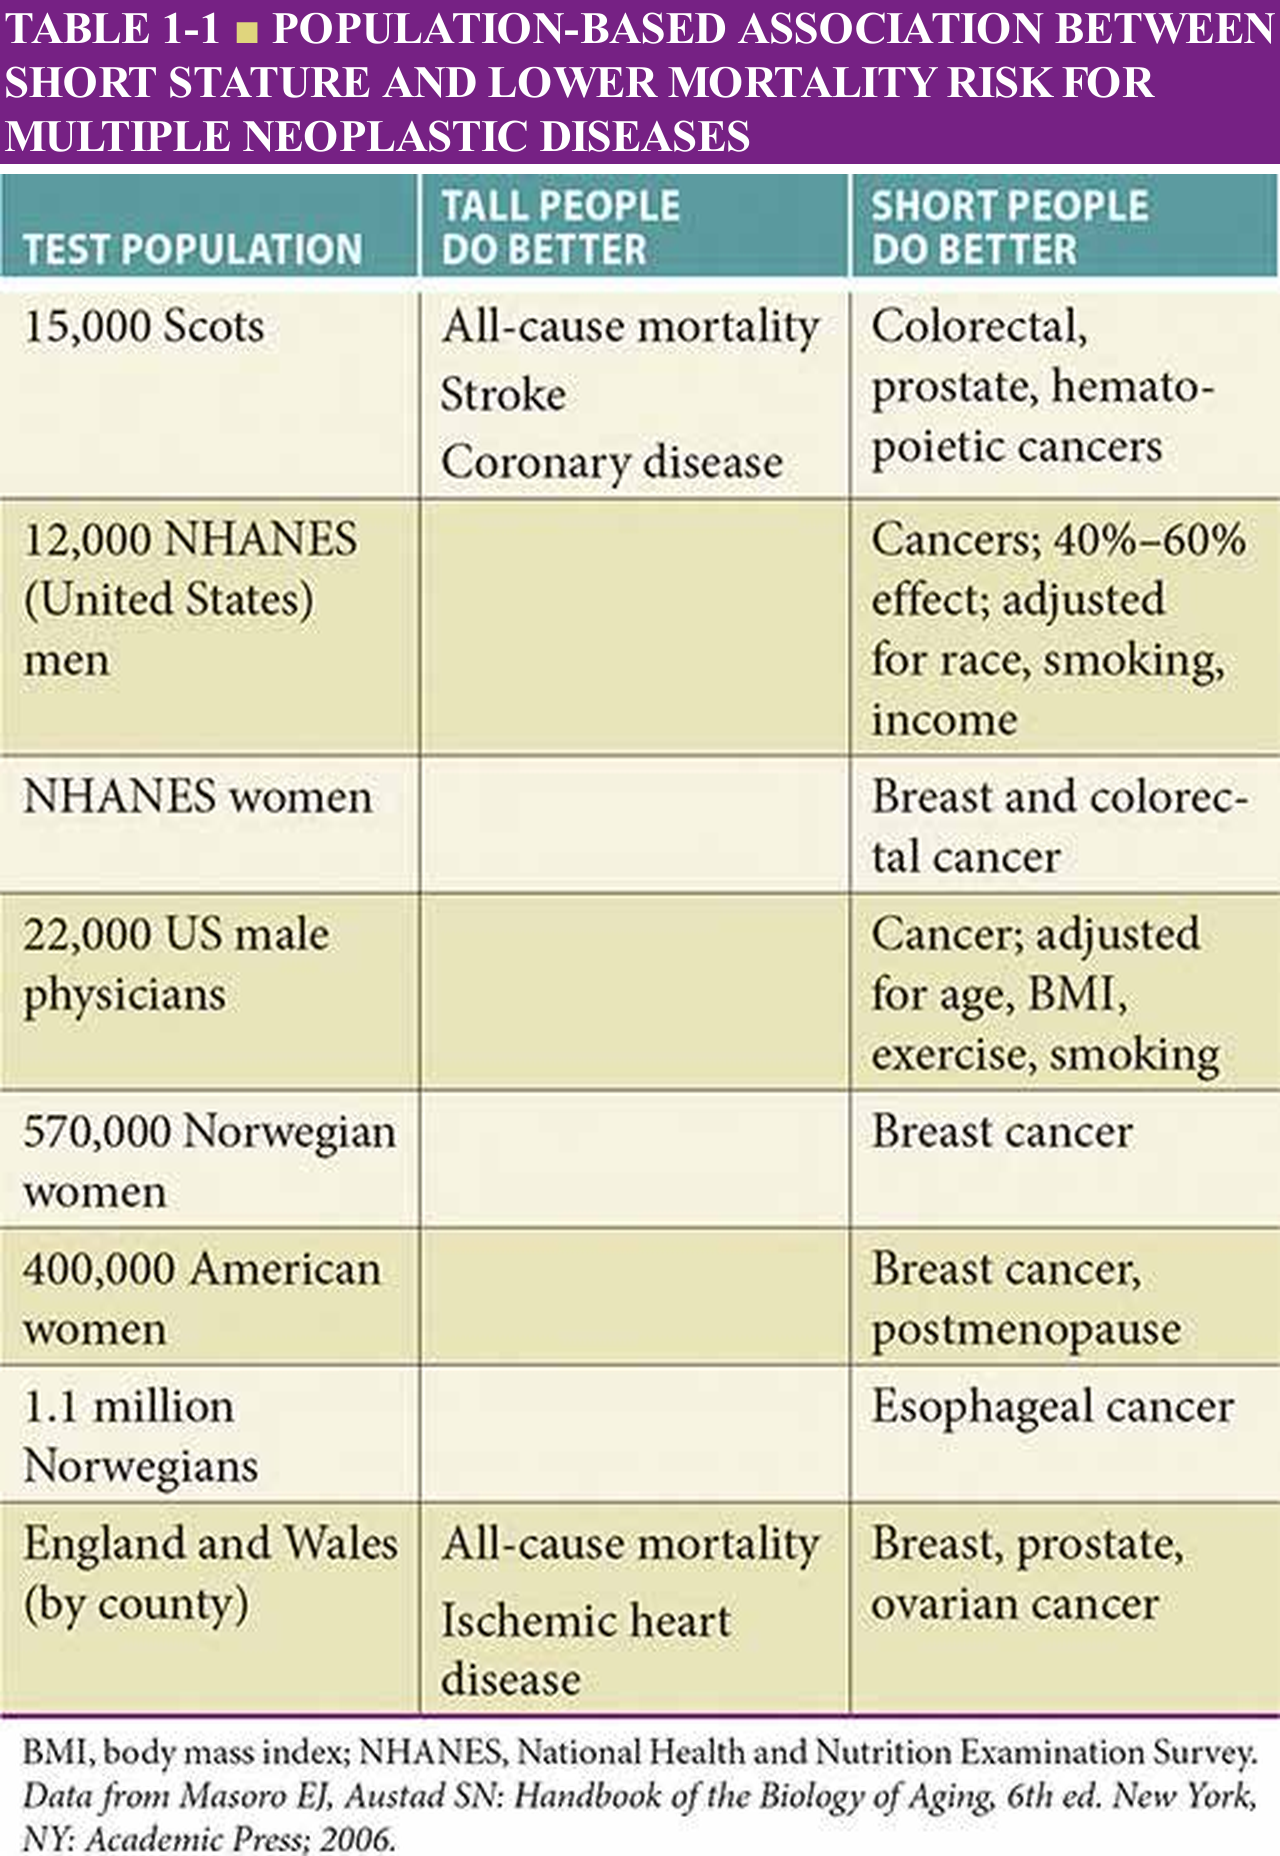 TABLE 1-1 ■ POPULATION-BASED ASSOCIATION BETWEEN
SHORT STATURE AND LOWER MORTALITY RISK FOR
MULTIPLE NEOPLASTIC DISEASES
TEST POPULATION
TALL PEOPLE
DO BETTER
SHORT PEOPLE
DO BETTER
15,000 Scots
All-cause mortality
Stroke
Coronary disease
Colorectal,
prostate, hemato-
poietic cancers
12,000 NHANES
(United States)
men
Cancers; 40%–60%
effect; adjusted
for race, smoking,
income
NHANES women
Breast and colorec-
tal cancer
22,000 US male
physicians
Cancer; adjusted
for age, BMI,
exercise, smoking
570,000 Norwegian
women
Breast cancer
400,000 American
women
Breast cancer,
postmenopause
1.1 million
Norwegians
Esophageal cancer
England and Wales
(by county)
All-cause mortality
Ischemic heart
disease
Breast, prostate,
ovarian cancer
BMI, body mass index; NHANES, National Health and Nutrition Examination Survey.
Data from Masoro EJ, Austad SN: Handbook of the Biology of Aging, 6th ed. New York,
NY: Academic Press; 2006.